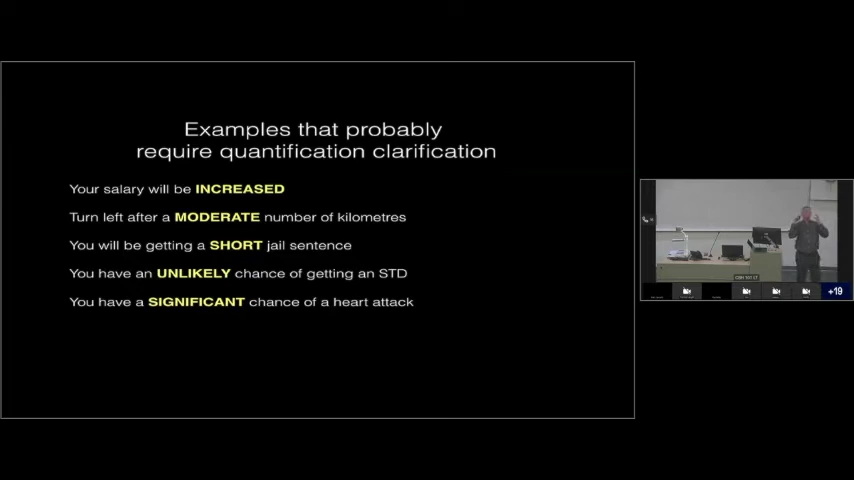 Examples that probably
require quantification clarification
Your salary will be INCREASED
Turn left after a MODERATE number of kilometres
You will be getting a SHORT jail sentence
You have an UNLIKELY chance of getting an STD
You have a SIGNIFICANT chance of a heart attack
+19